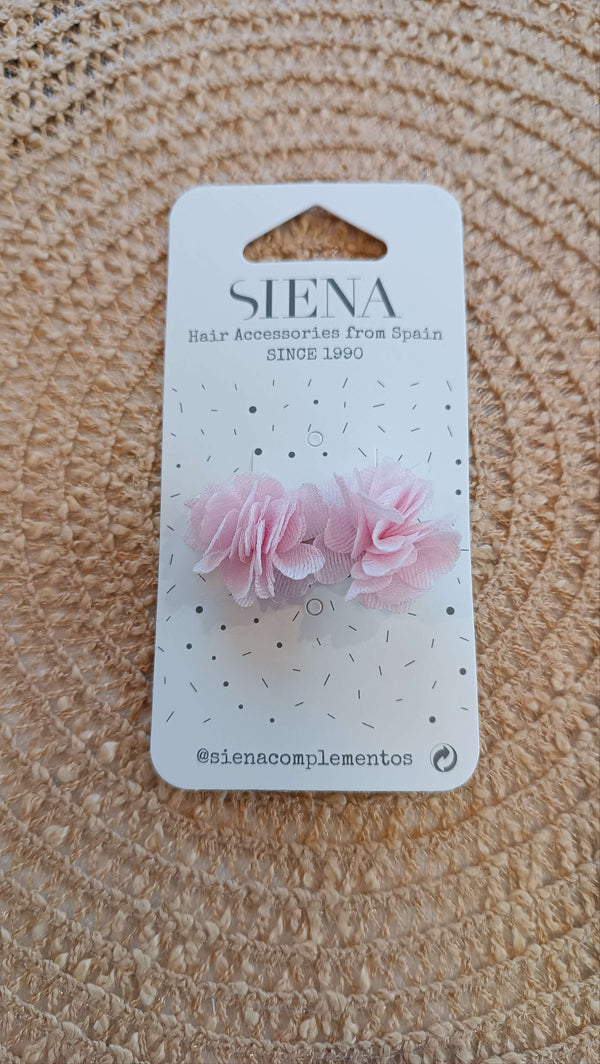 SIENA
Hair Accessories from Spain
SINCE 1990
@sienacomplementos